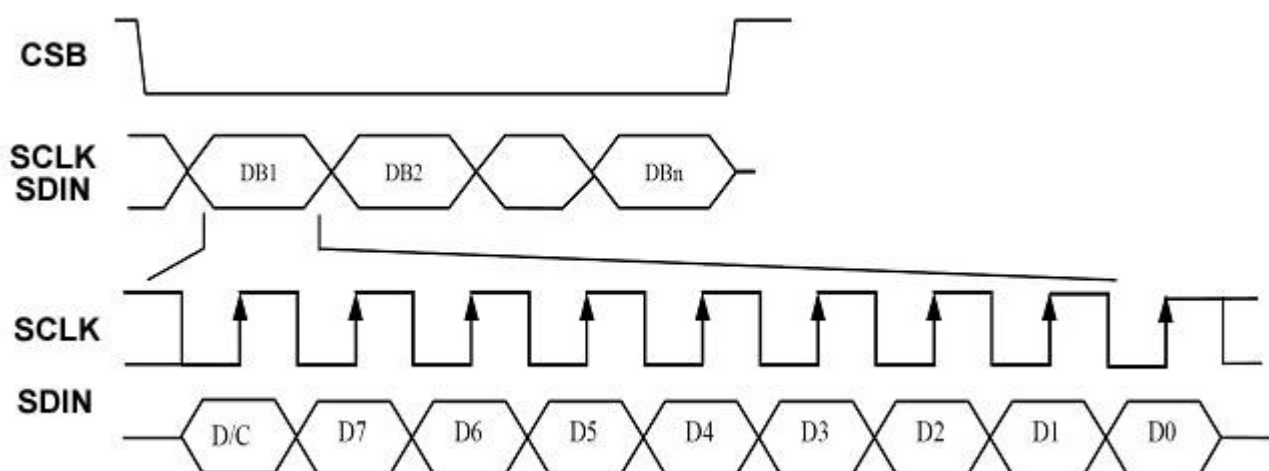 CSB
SCLK
SDIN
DB1 DB2 DBn
SCLK
SDIN
D/C D7 D6 D5 D4 D3 D2 D1 D0